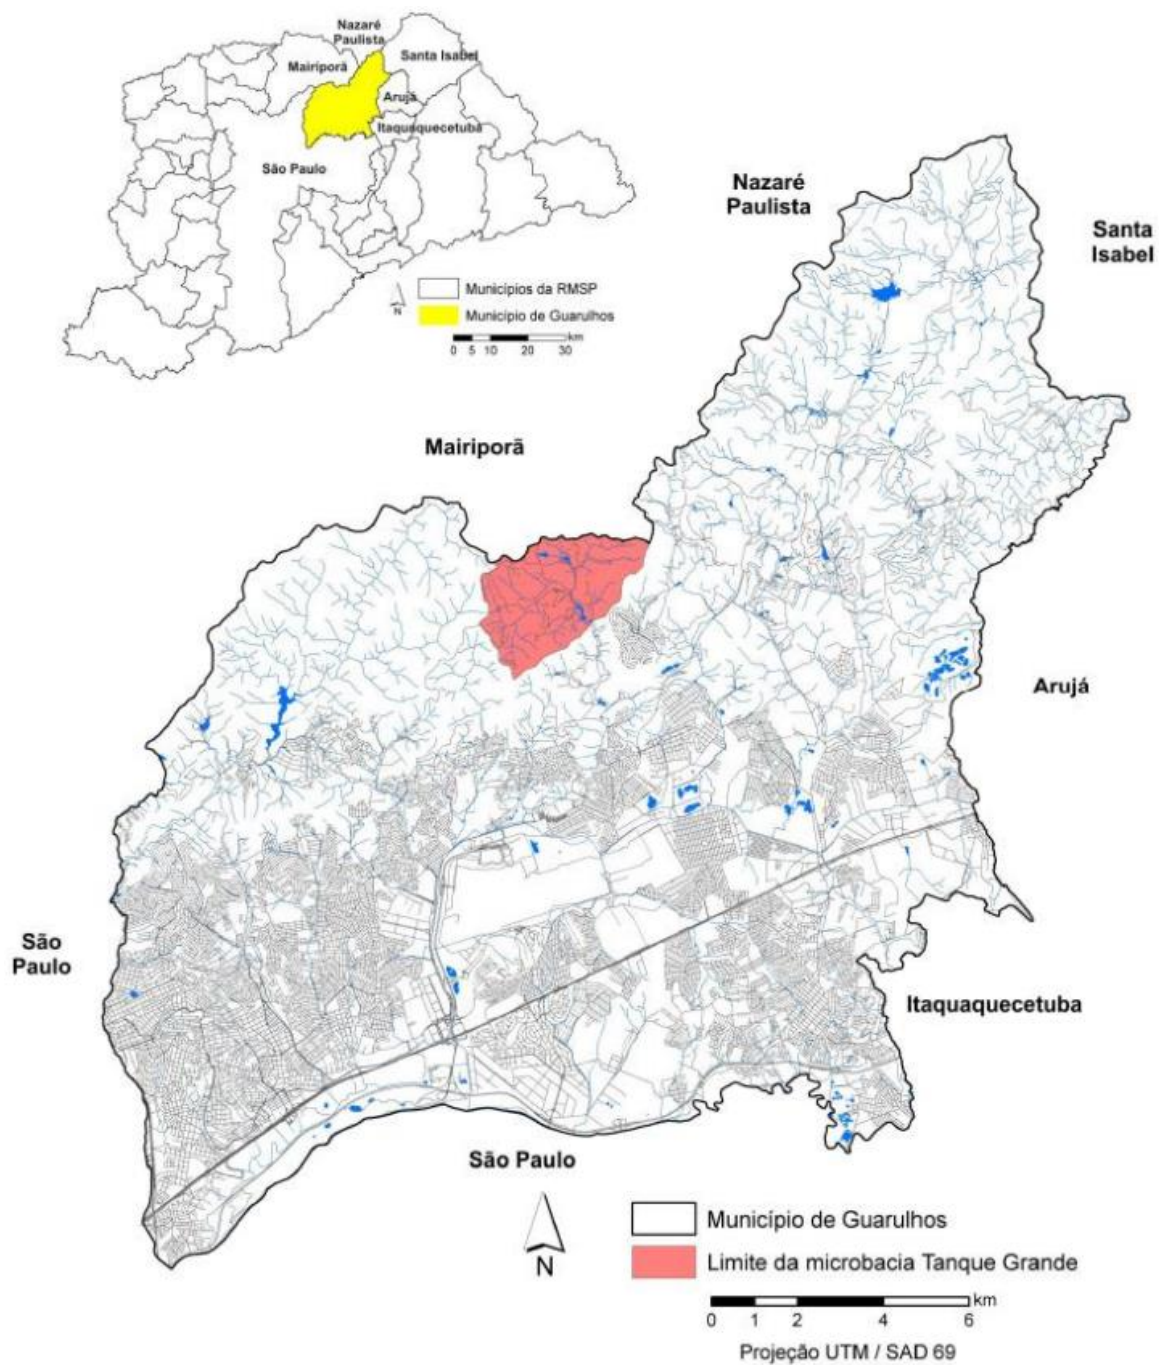 Nazaré
Paulista
Santa Isabel
Mairiporã
Arujá
Itaquaquecetuba
São Paulo
Municípios da RMSP
N
Município de Guarulhos
km
0 5 10 20 30
Nazaré
Paulista
Santa
Isabel
Mairiporã
Arujá
São
Paulo
Itaquaquecetuba
São Paulo
N
Município de Guarulhos
Limite da microbacia Tanque Grande
km
0 1 2 4 6
Projeção UTM / SAD 69